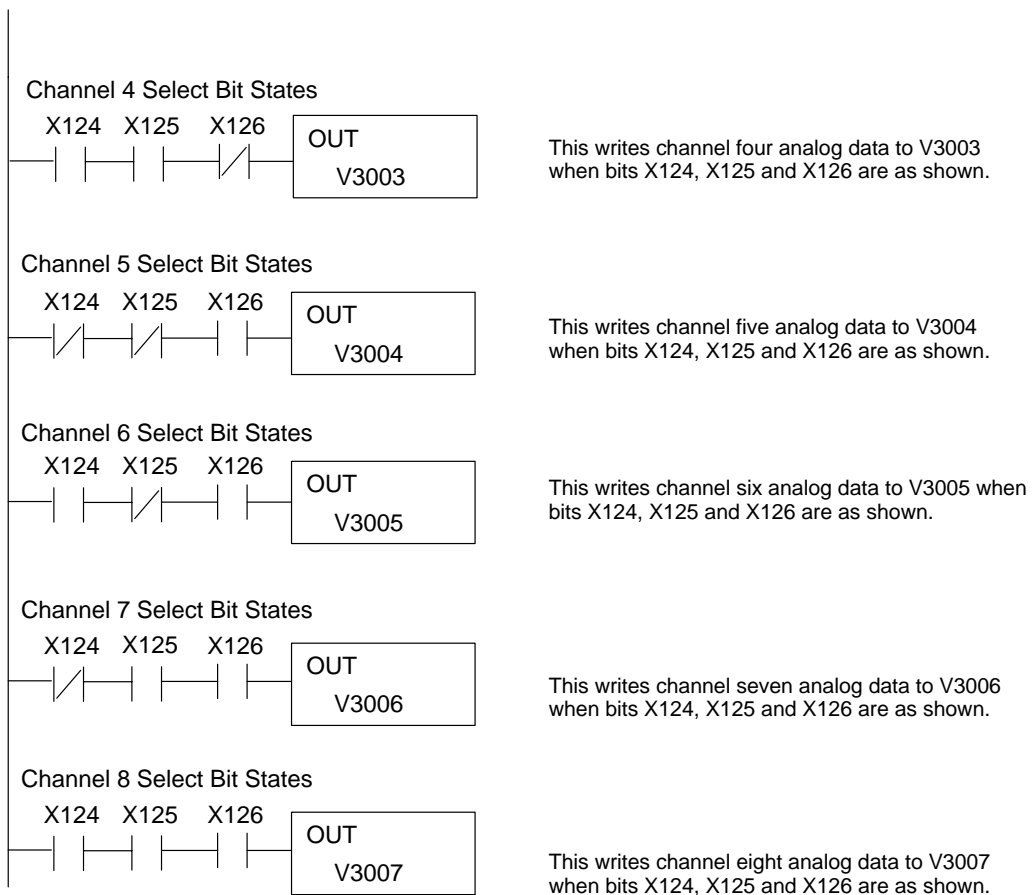 Channel 4 Select Bit States
X124 X125 X126
OUT
V3003
This writes channel four analog data to V3003
when bits X124, X125 and X126 are as shown.
Channel 5 Select Bit States
X124 X125 X126
OUT
V3004
This writes channel five analog data to V3004
when bits X124, X125 and X126 are as shown.
Channel 6 Select Bit States
X124 X125 X126
OUT
V3005
This writes channel six analog data to V3005 when
bits X124, X125 and X126 are as shown.
Channel 7 Select Bit States
X124 X125 X126
OUT
V3006
This writes channel seven analog data to V3006
when bits X124, X125 and X126 are as shown.
Channel 8 Select Bit States
X124 X125 X126
OUT
V3007
This writes channel eight analog data to V3007
when bits X124, X125 and X126 are as shown.